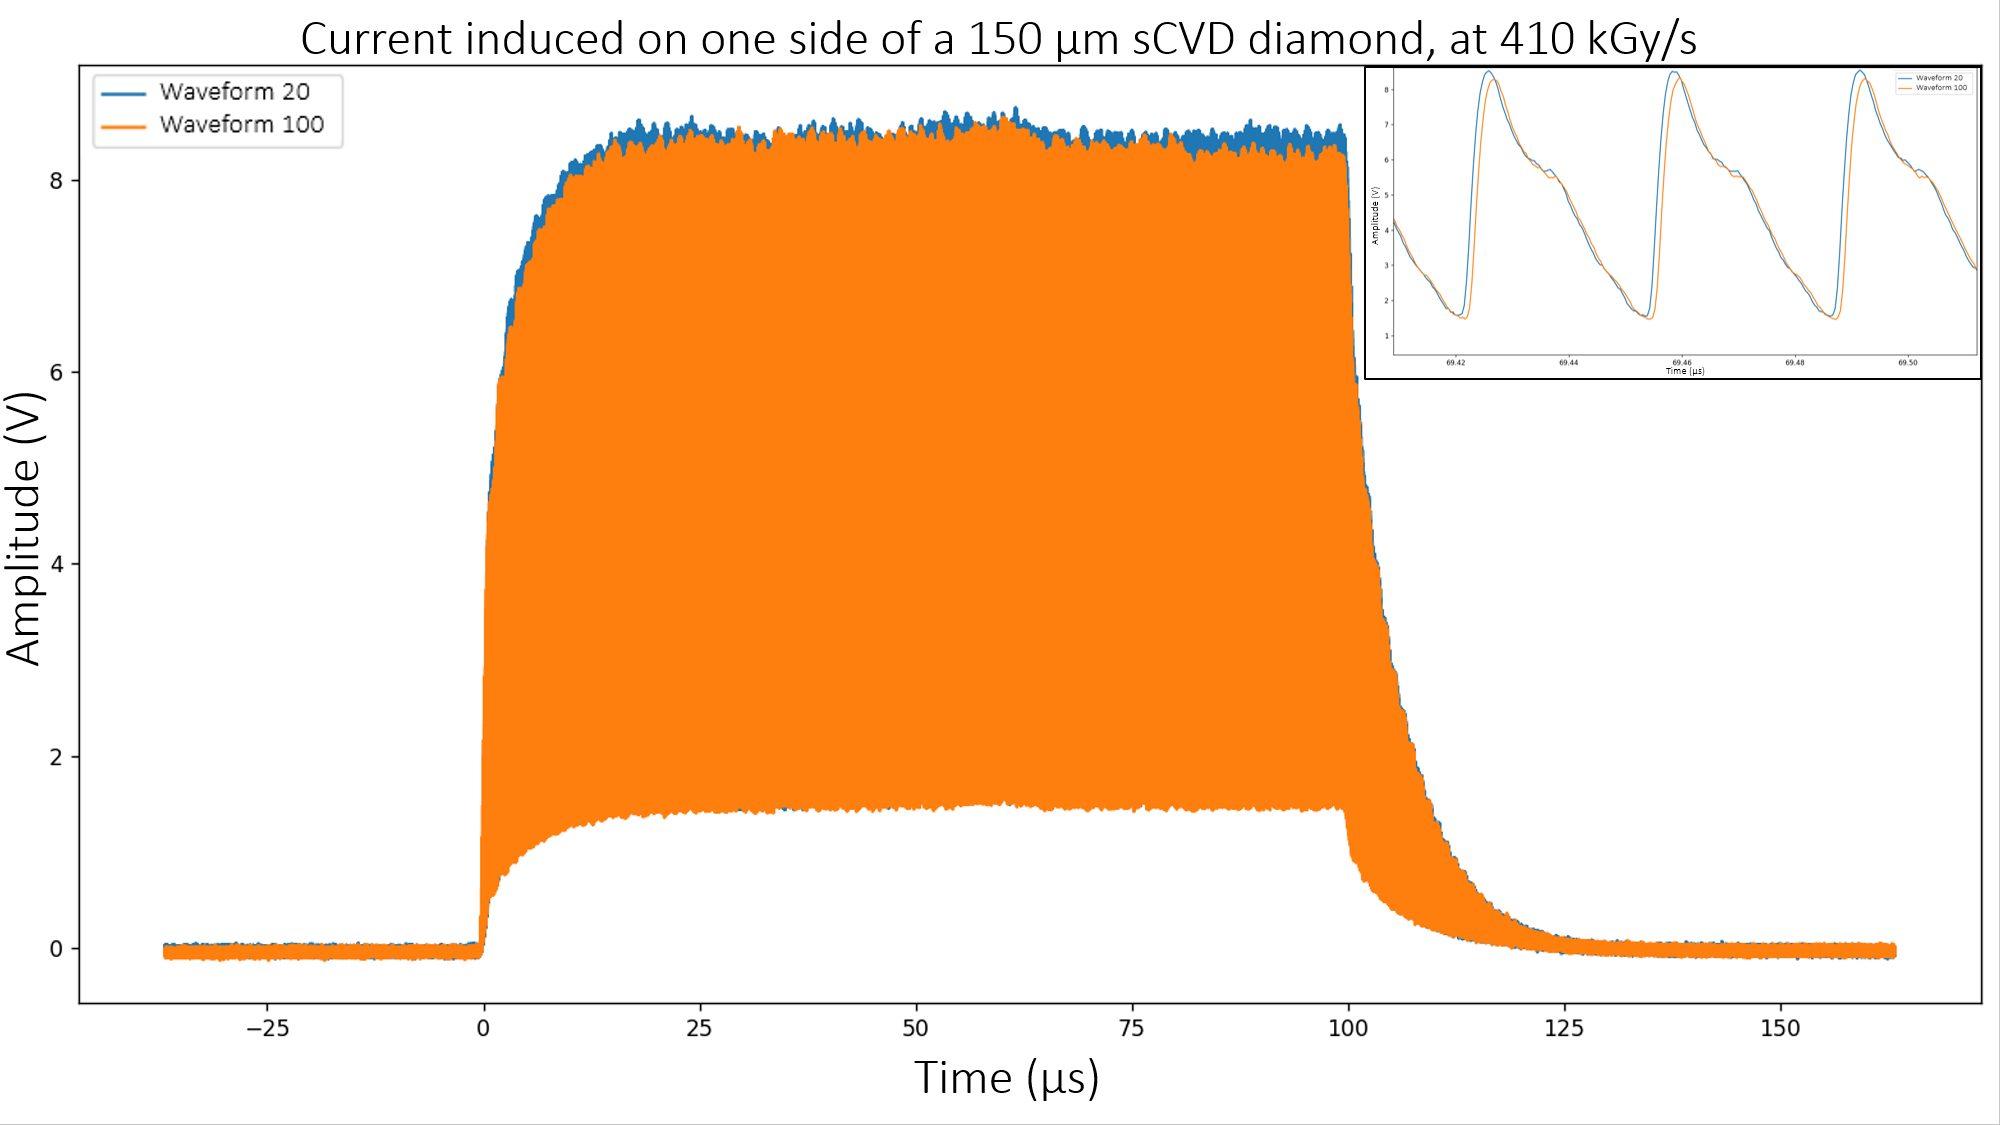 Current induced on one side of a 150 µm sCVD diamond, at 410 kGy/s
Waveform 20
Waveform 100
Waveform 20
Waveform 100
Amplitude (V)
8
7
6
5
4
3
2
1
69.42
69.44
69.46
69.48
69.50
Time (µs)
Amplitude (V)
8
6
4
2
0
−25
0
25
50
75
100
125
150
Time (µs)